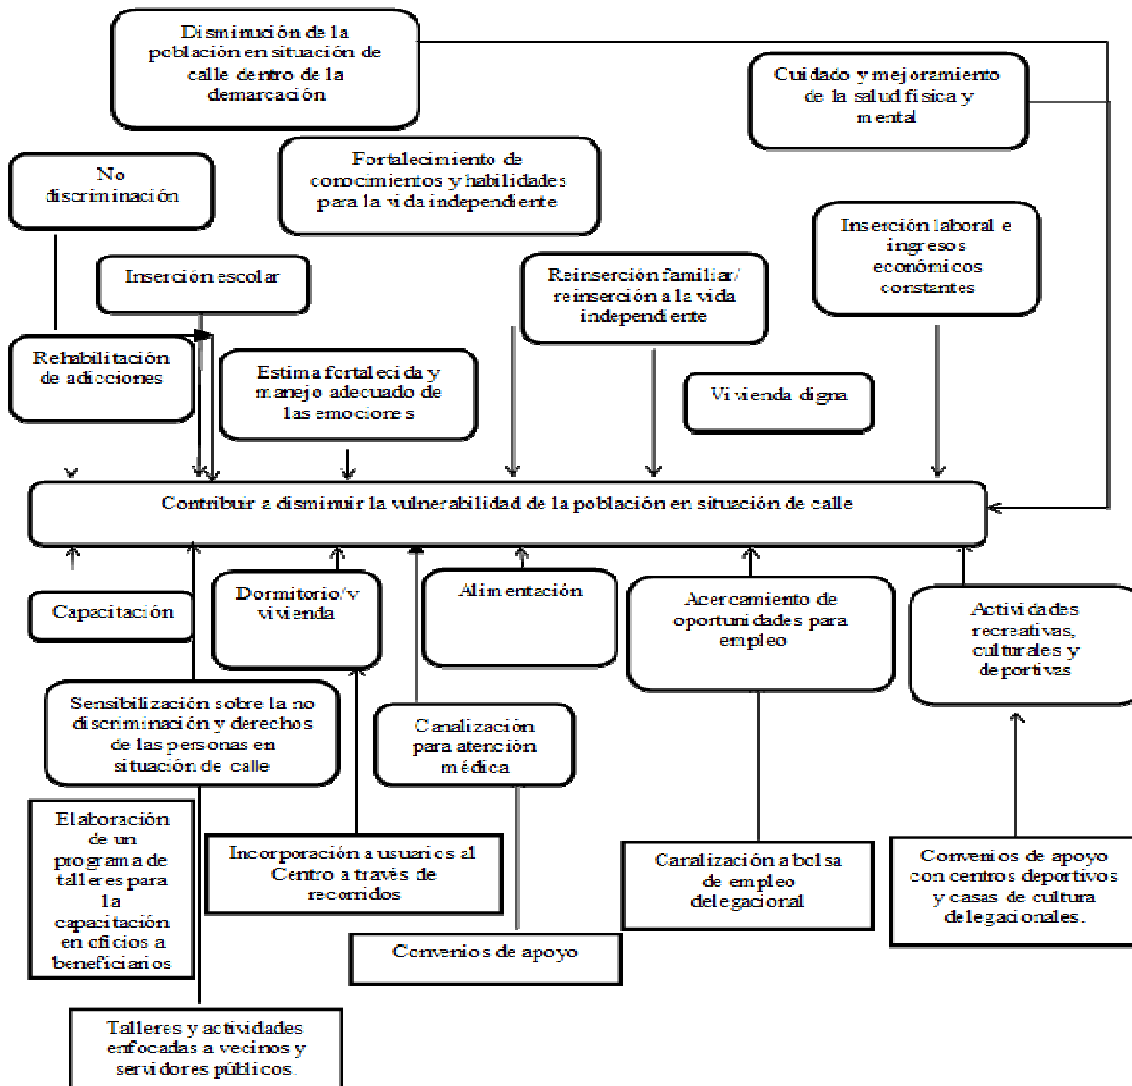 Disminución de la
población en situación de
calle dentro de la
demarcación
Cuidado y mejoramiento
de la salud física y
mental
No
discriminación
Fortalecimiento de
conocimientos y habilidades
para la vida independiente
Inserción laboral e
ingresos
económicos
constantes
Inserción escolar
Reinserción familiar/
reinserción a la vida
independiente
Rehabilitación
de adicciones
Estima fortalecida y
manejo adecuado de
las emociones
Vivienda digna
Contribuir a disminuir la vulnerabilidad de la población en situación de calle
Capacitación
Dormitorio/v
vivienda
Alimentación
Acercamiento de
oportunidades para
empleo
Actividades
recreativas,
culturales y
deportivas
Sensibilización sobre la no
discriminación y derechos
de las personas en
situación de calle
Canalización
para atención
médica
Elaboración
de un
programa de
talleres para
la
capacitación
en oficios a
beneficiarios
Incorporación a usuarios al
Centro a través de
recorridos
Canalización a bolsa
de empleo
delegacional
Convenios de apoyo
con centros deportivos
y casas de cultura
delegacionales.
Convenios de apoyo
Talleres y actividades
enfocadas a vecinos y
servidores públicos.